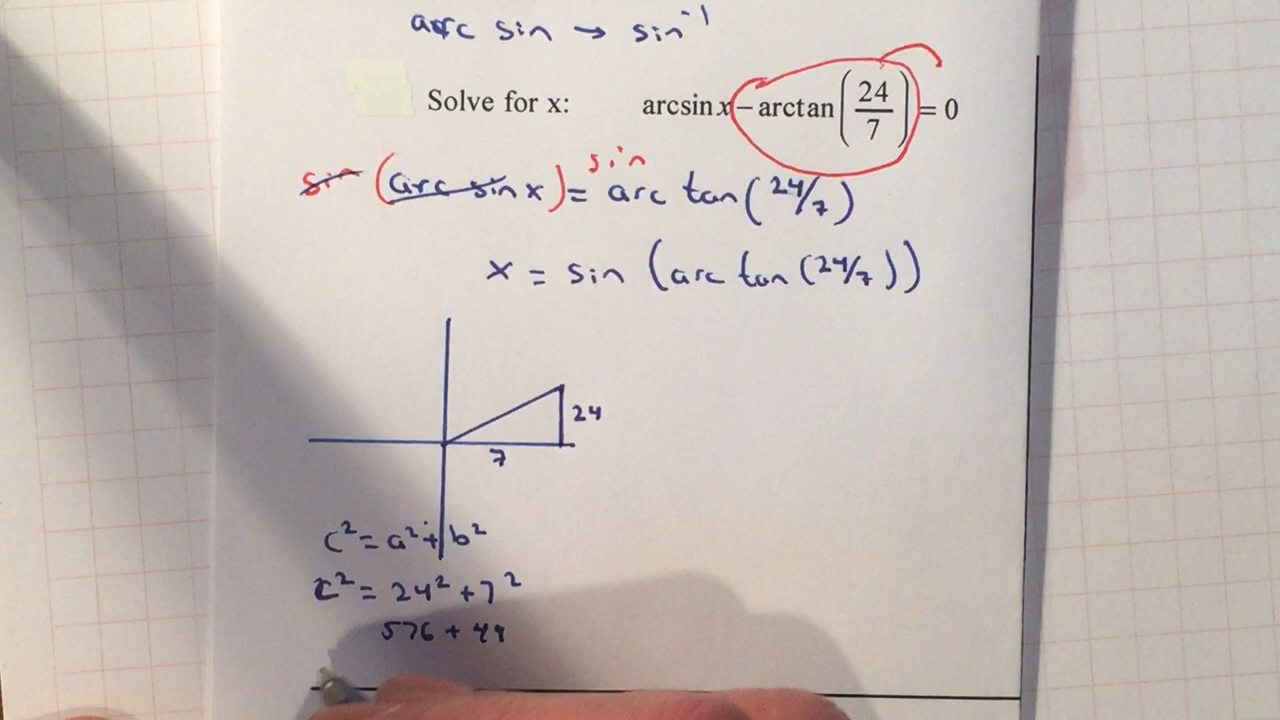 arc sin → sin⁻¹
Solve for x: arcsin x − arctan (24/7) = 0
sin (arc sin x) = sin arc tan (24/7)
x = sin (arc tan (24/7))
24
7
c² = a² + b²
c² = 24² + 7²
576 + 49